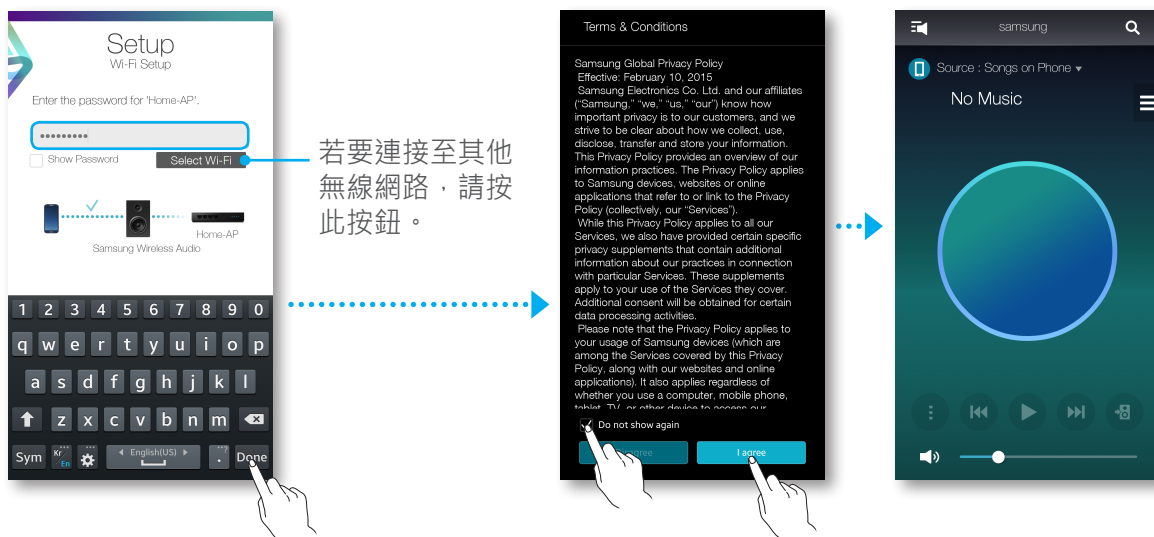 Setup
Wi-Fi Setup
Enter the password for 'Home-AP'.
•••••••••
Show Password
Select Wi-Fi
Home-AP
Samsung Wireless Audio
1 2 3 4 5 6 7 8 9 0
q w e r t y u i o p
a s d f g h j k l
z x c v b n m
Sym Kr En English(US) . ? Done
若要連接至其他
無線網路，請按
此按鈕。
Terms & Conditions
Samsung Global Privacy Policy
Effective: February 10, 2015
Samsung Electronics Co. Ltd. and our affiliates
("Samsung," "we," "us," "our") know how
important privacy is to our customers, and we
strive to be clear about how we collect, use,
disclose, transfer and store your information.
This Privacy Policy provides an overview of our
information practices. The Privacy Policy applies
to Samsung devices, websites or online
applications that refer to or link to the Privacy
Policy (collectively, our "Services").
While this Privacy Policy applies to all our
Services, we also have provided certain specific
privacy supplements that contain additional
information about our practices in connection
with particular Services. These supplements
apply to your use of the Services they cover.
Additional consent will be obtained for certain
data processing activities.
Please note that the Privacy Policy applies to
your usage of Samsung devices (which are
among the Services covered by this Privacy
Policy, along with our websites and online
applications). It also applies regardless of
whether you use a computer, mobile phone,
tablet, TV, or other device to access our
Do not show again
I agree
samsung
Source : Songs on Phone
No Music